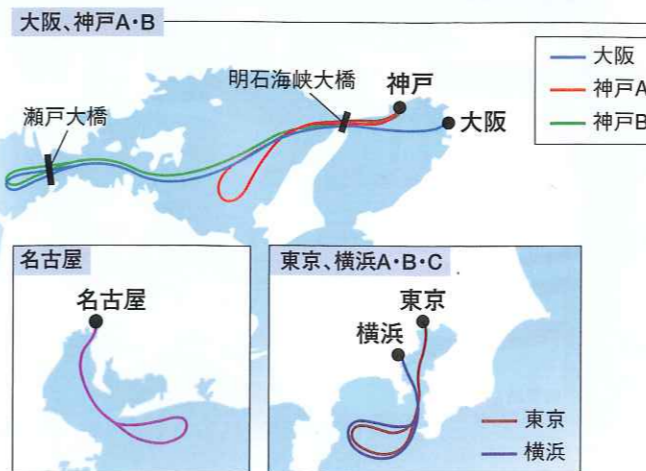 大阪、神戸A・B
大阪
神戸A
神戸B
明石海峡大橋
神戸
瀬戸大橋
大阪
名古屋
名古屋
東京、横浜A・B・C
東京
横浜
東京
横浜